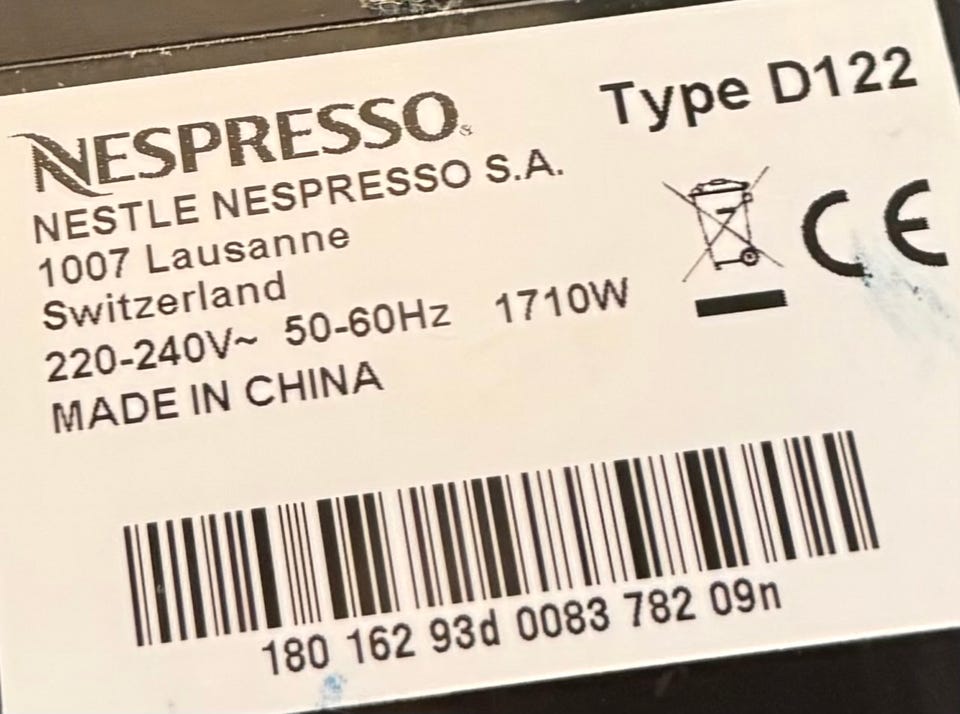 NESPRESSO
Type D122
NESTLE NESPRESSO S.A.
1007 Lausanne
Switzerland
220-240V~ 50-60Hz 1710W
MADE IN CHINA
CE
180 162 93d 0083 782 09n